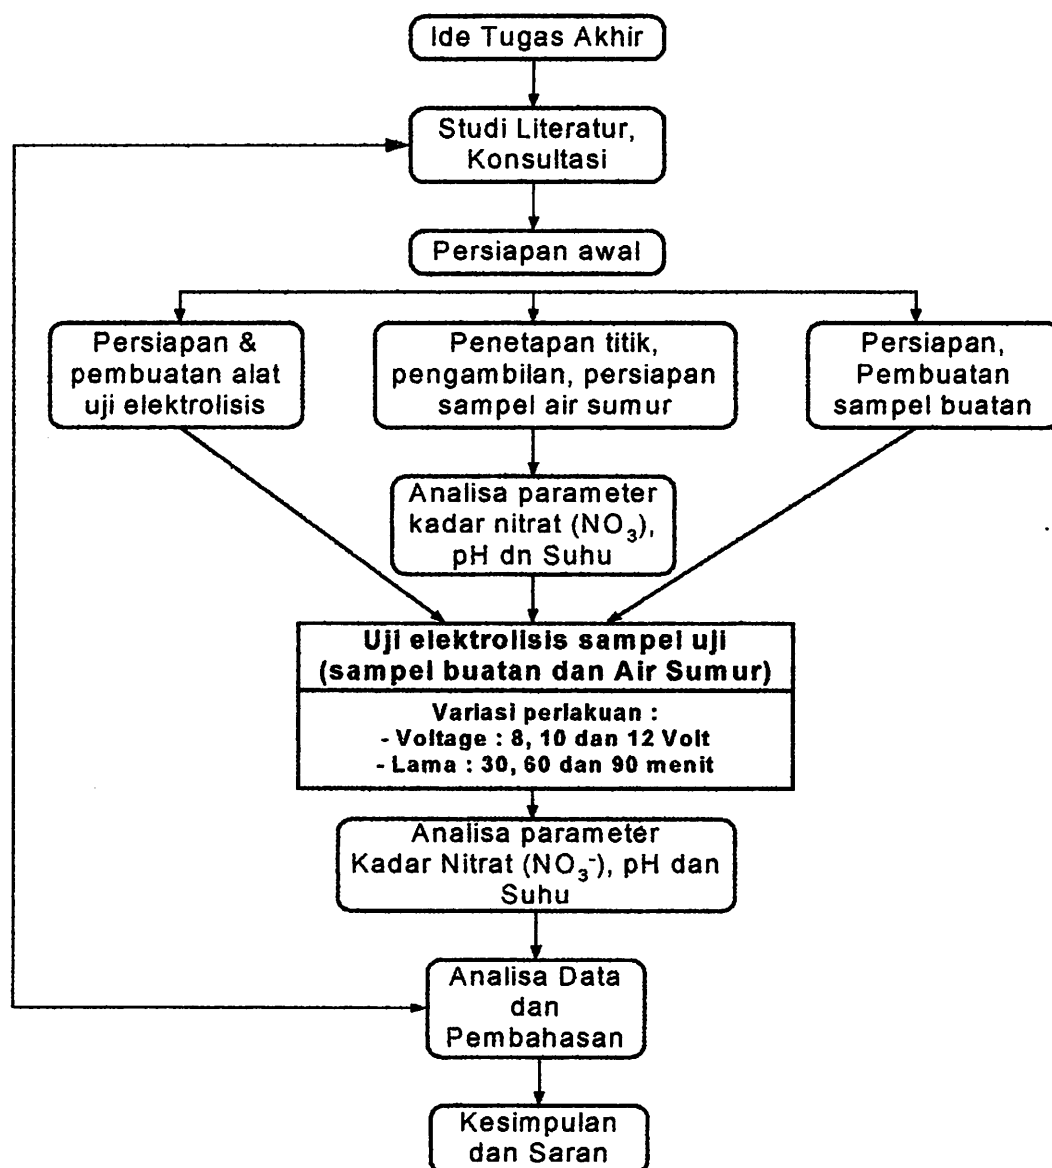 Ide Tugas Akhir
Studi Literatur,
Konsultasi
Persiapan awal
Persiapan &
pembuatan alat
uji elektrolisis
Penetapan titik,
pengambilan, persiapan
sampel air sumur
Persiapan,
Pembuatan
sampel buatan
Analisa parameter
kadar nitrat (NO₃),
pH dn Suhu
Uji elektrolisis sampel uji
(sampel buatan dan Air Sumur)
Variasi perlakuan :
- Voltage : 8, 10 dan 12 Volt
- Lama : 30, 60 dan 90 menit
Analisa parameter
Kadar Nitrat (NO₃⁻), pH dan
Suhu
Analisa Data
dan
Pembahasan
Kesimpulan
dan Saran